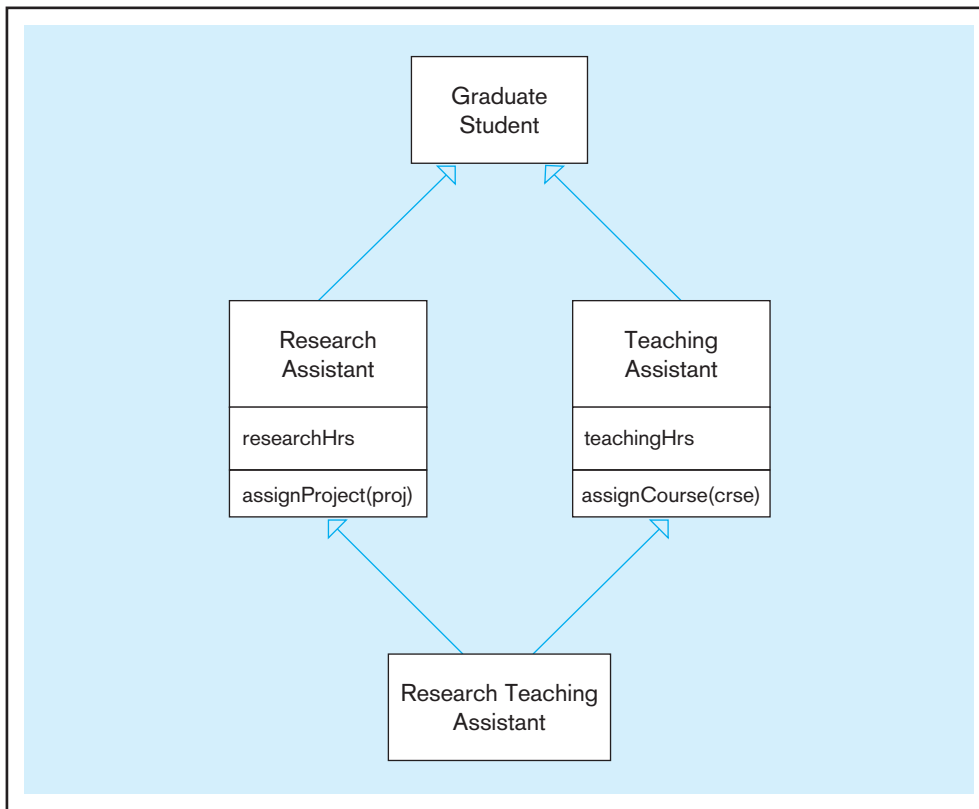 Graduate
Student
Research
Assistant
researchHrs
assignProject(proj)
Teaching
Assistant
teachingHrs
assignCourse(crse)
Research Teaching
Assistant